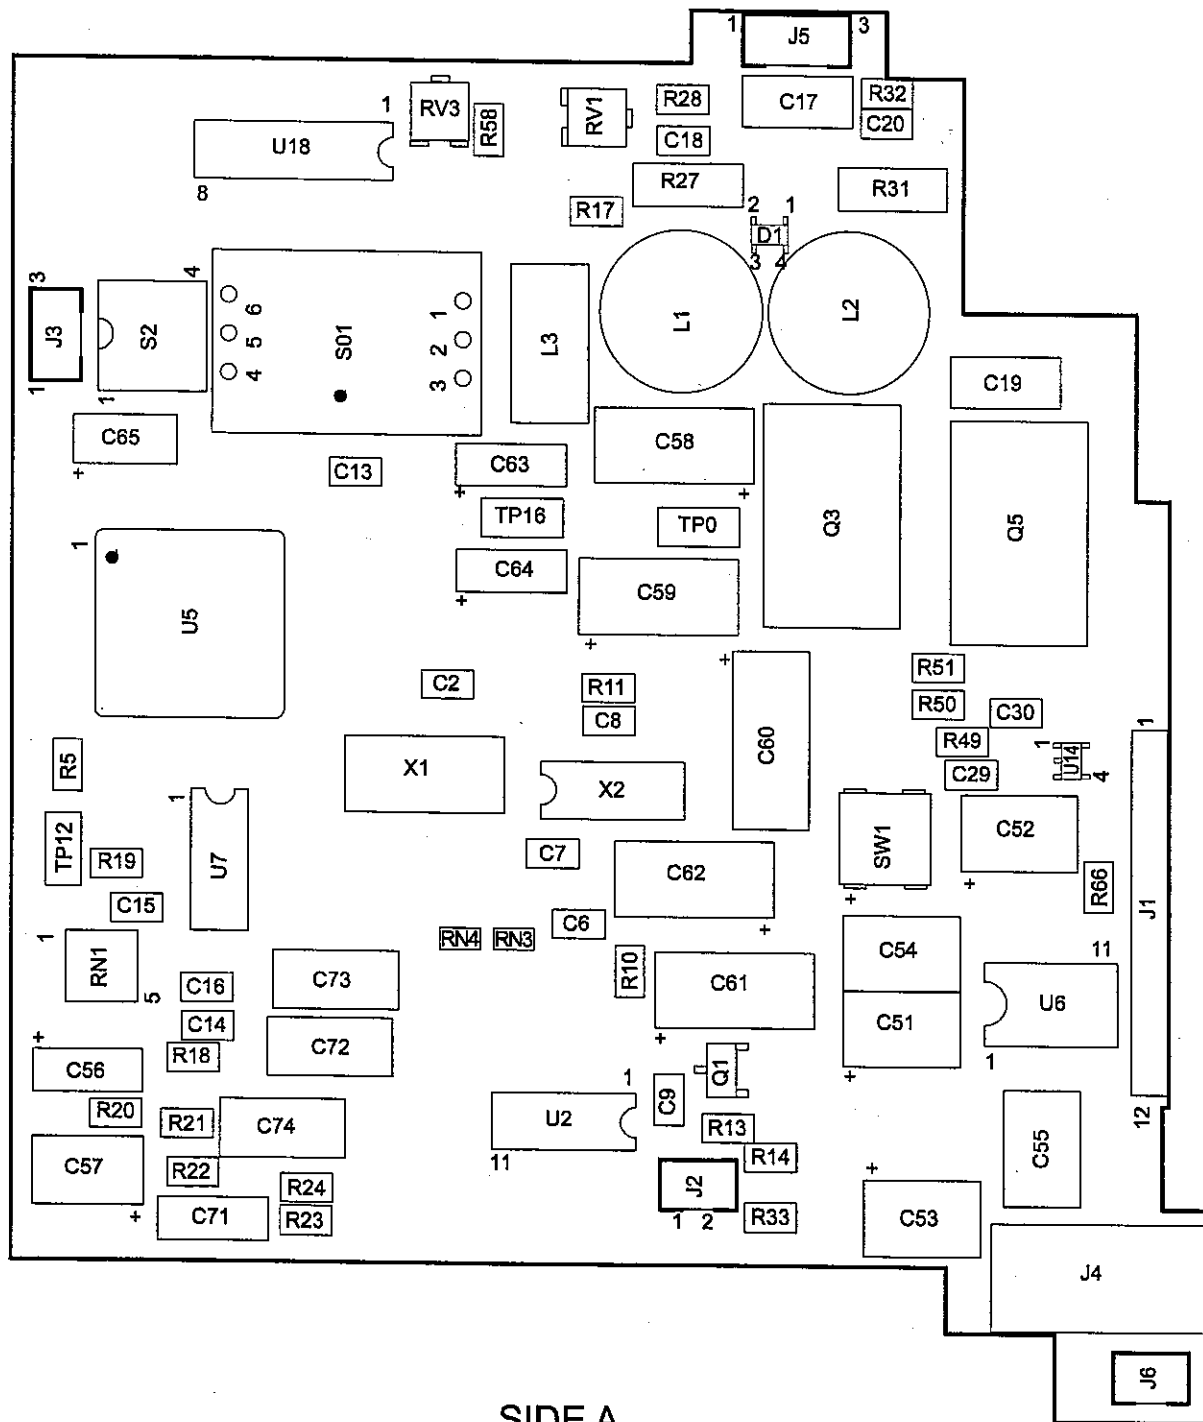 1
J5
3
1
U18
8
RV3
R58
RV1
R28
C18
R27
R17
C17
R32
C20
R31
2
1
D1
3
4
3
J3
1
4
S2
1
6
5
4
S01
1
2
3
L3
L1
L2
C19
C65
+
C13
C63
+
C58
+
TP16
TP0
Q3
Q5
1
U5
C64
+
C59
+
C2
R11
C8
+
C60
R51
R50
C30
R49
C29
1
U14
4
1
J1
12
R5
X1
X2
1
U7
TP12
R19
C15
C7
C62
+
SW1
+
C52
+
R66
1
RN1
5
C16
C14
R18
C73
C72
RN4
RN3
C6
R10
C61
+
C54
C51
+
11
U6
1
+
C56
R20
C57
+
R21
R22
C71
C74
R24
R23
1
U2
11
C9
Q1
R13
R14
J2
1 2
R33
+
C53
C55
J4
J6
SIDE A